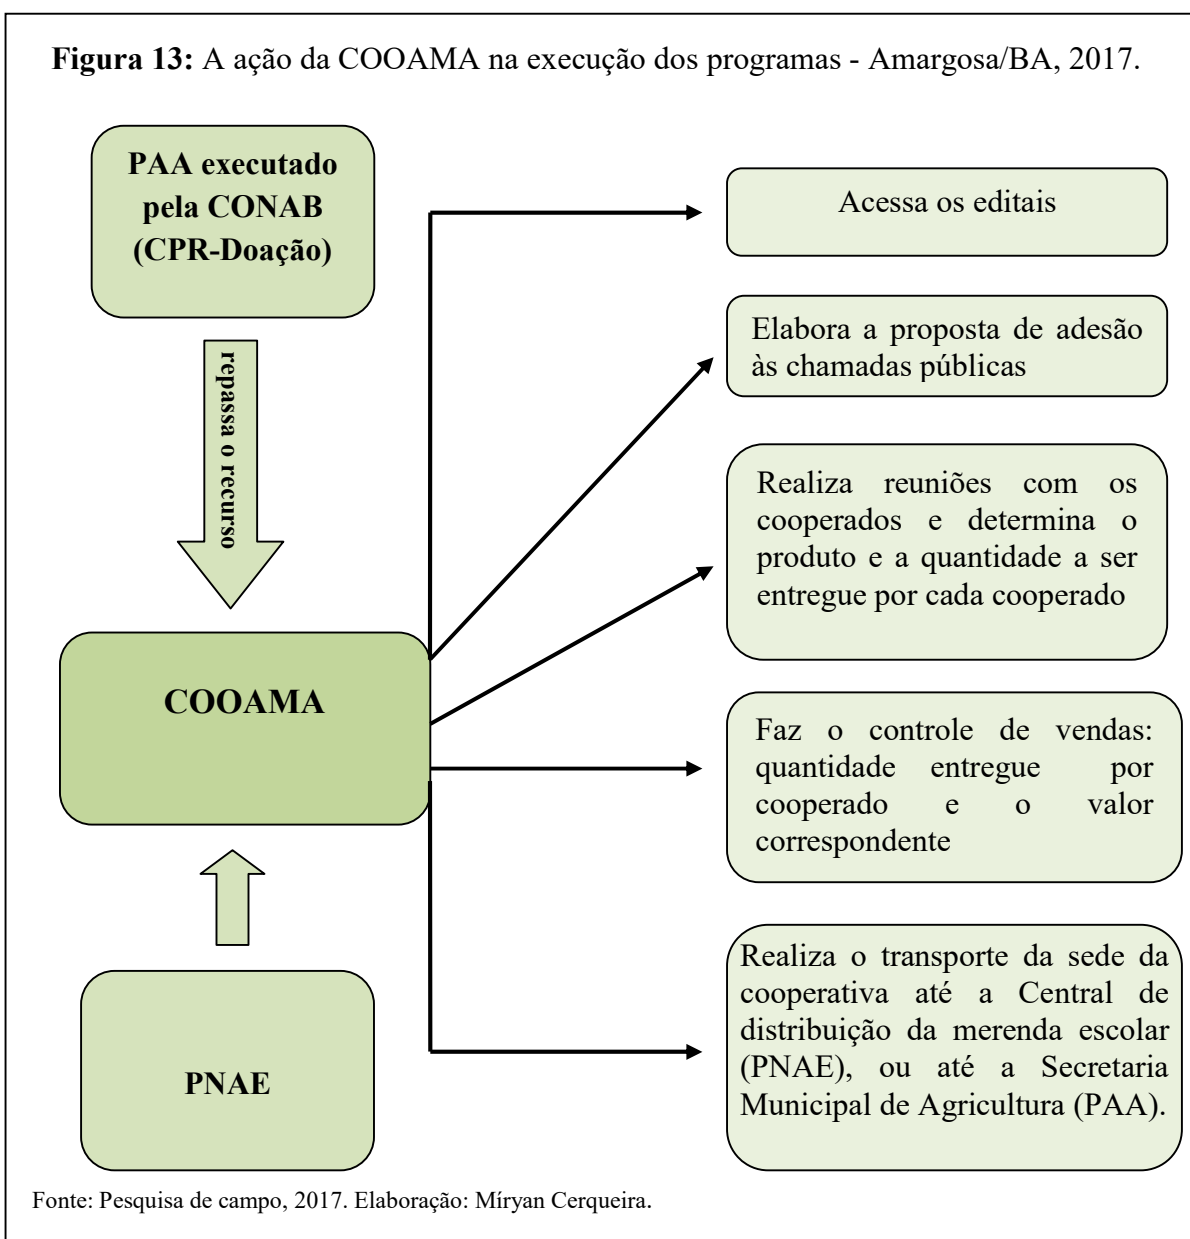 Figura 13: A ação da COOAMA na execução dos programas - Amargosa/BA, 2017.
PAA executado
pela CONAB
(CPR-Doação)
repassa o recurso
COOAMA
PNAE
Acessa os editais
Elabora a proposta de adesão
às chamadas públicas
Realiza reuniões com os
cooperados e determina o
produto e a quantidade a ser
entregue por cada cooperado
Faz o controle de vendas:
quantidade entregue por
cooperado e o valor
correspondente
Realiza o transporte da sede da
cooperativa até a Central de
distribuição da merenda escolar
(PNAE), ou até a Secretaria
Municipal de Agricultura (PAA).
Fonte: Pesquisa de campo, 2017. Elaboração: Míryan Cerqueira.